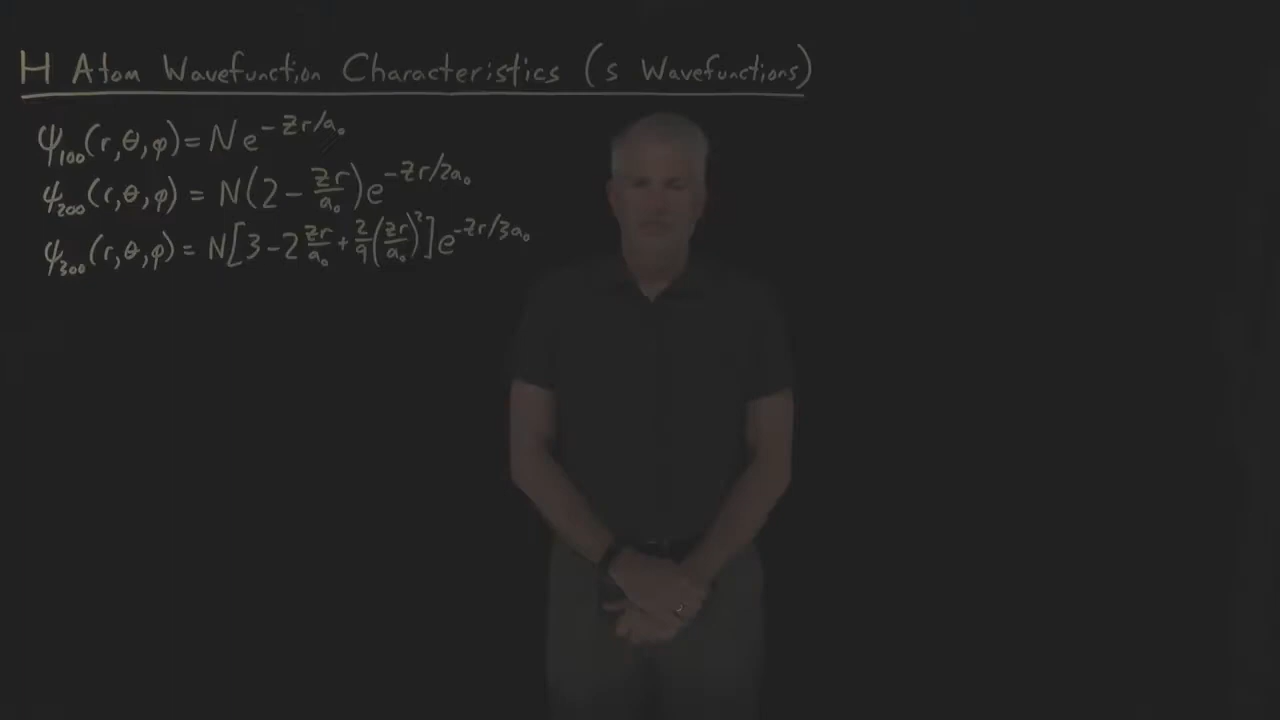 H Atom Wavefunction Characteristics (s Wavefunctions)
ψ₁₀₀(r,θ,φ) = N e^(-Zr/a₀)
ψ₂₀₀(r,θ,φ) = N(2 - Zr/a₀)e^(-Zr/2a₀)
ψ₃₀₀(r,θ,φ) = N[3 - 2 Zr/a₀ + 2/9 (Zr/a₀)²]e^(-Zr/3a₀)